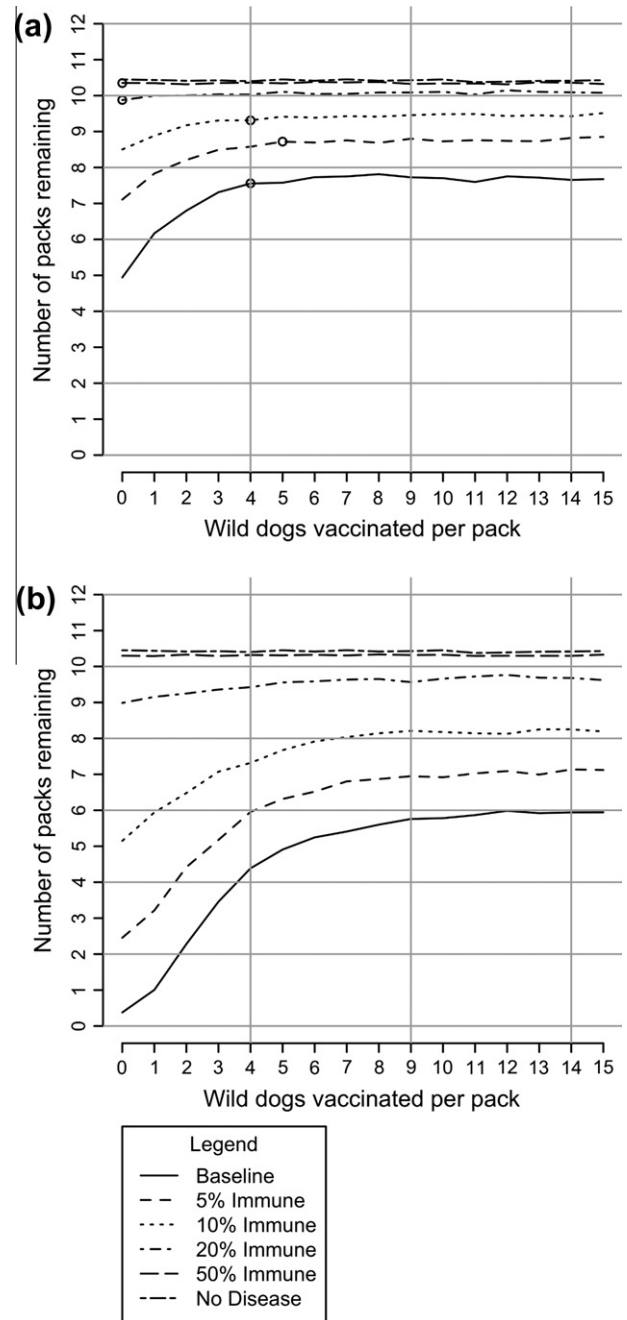 (a)
Number of packs remaining
12
11
10
9
8
7
6
5
4
3
2
1
0
0 1 2 3 4 5 6 7 8 9 10 11 12 13 14 15
Wild dogs vaccinated per pack
(b)
Number of packs remaining
12
11
10
9
8
7
6
5
4
3
2
1
0
0 1 2 3 4 5 6 7 8 9 10 11 12 13 14 15
Wild dogs vaccinated per pack
Legend
Baseline
5% Immune
10% Immune
20% Immune
50% Immune
No Disease